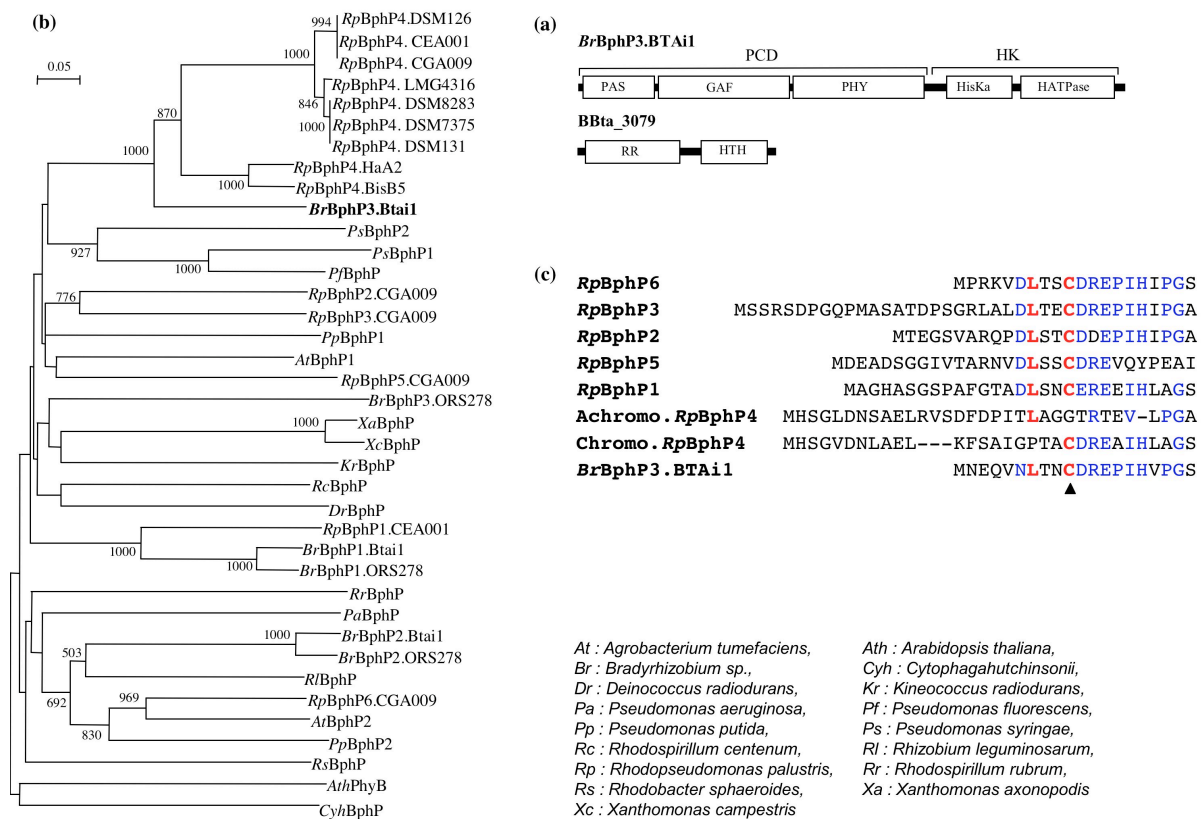 (b)
0.05
994
RpBphP4.DSM126
RpBphP4. CEA001
RpBphP4. CGA009
1000
RpBphP4. LMG4316
846
RpBphP4. DSM8283
RpBphP4. DSM7375
1000
RpBphP4. DSM131
870
RpBphP4.HaA2
1000
RpBphP4.BisB5
1000
BrBphP3.Btai1
PsBphP2
927
PsBphP1
1000
PfBphP
776
RpBphP2.CGA009
RpBphP3.CGA009
PpBphP1
AtBphP1
RpBphP5.CGA009
BrBphP3.ORS278
1000
XaBphP
XcBphP
KrBphP
RcBphP
DrBphP
RpBphP1.CEA001
1000
BrBphP1.Btai1
1000
BrBphP1.ORS278
RrBphP
PaBphP
1000
BrBphP2.Btai1
BrBphP2.ORS278
503
RlBphP
692
969
RpBphP6.CGA009
AtBphP2
830
PpBphP2
RsBphP
AthPhyB
CyhBphP
(a)
BrBphP3.BTAi1
PCD HK
PAS GAF PHY HisKa HATPase
BBta_3079
RR HTH
(c)
RpBphP6 MPRKVDLTSCDREPIHIPGS
RpBphP3 MSSRSDPGQPMASATDPSGRLALDLTECDREPIHIPGA
RpBphP2 MTEGSVARQPDLSTCDDEPIHIPGA
RpBphP5 MDEADSGGIVTARNVDLSSCDREVQYPEAI
RpBphP1 MAGHASGSPAFGTADLSNCEREEIHLAGS
Achromo.RpBphP4 MHSGLDNSAELRVSDFDPITLAGGTRTEV-LPGA
Chromo.RpBphP4 MHSGVDNLAEL---KFSAIGPTACDREAIHLAGS
BrBphP3.BTAi1 MNEQVNLTNCDREPIHVPGS
At : Agrobacterium tumefaciens, Ath : Arabidopsis thaliana,
Br : Bradyrhizobium sp., Cyh : Cytophagahutchinsonii,
Dr : Deinococcus radiodurans, Kr : Kineococcus radiodurans,
Pa : Pseudomonas aeruginosa, Pf : Pseudomonas fluorescens,
Pp : Pseudomonas putida, Ps : Pseudomonas syringae,
Rc : Rhodospirillum centenum, Rl : Rhizobium leguminosarum,
Rp : Rhodopseudomonas palustris, Rr : Rhodospirillum rubrum,
Rs : Rhodobacter sphaeroides, Xa : Xanthomonas axonopodis
Xc : Xanthomonas campestris